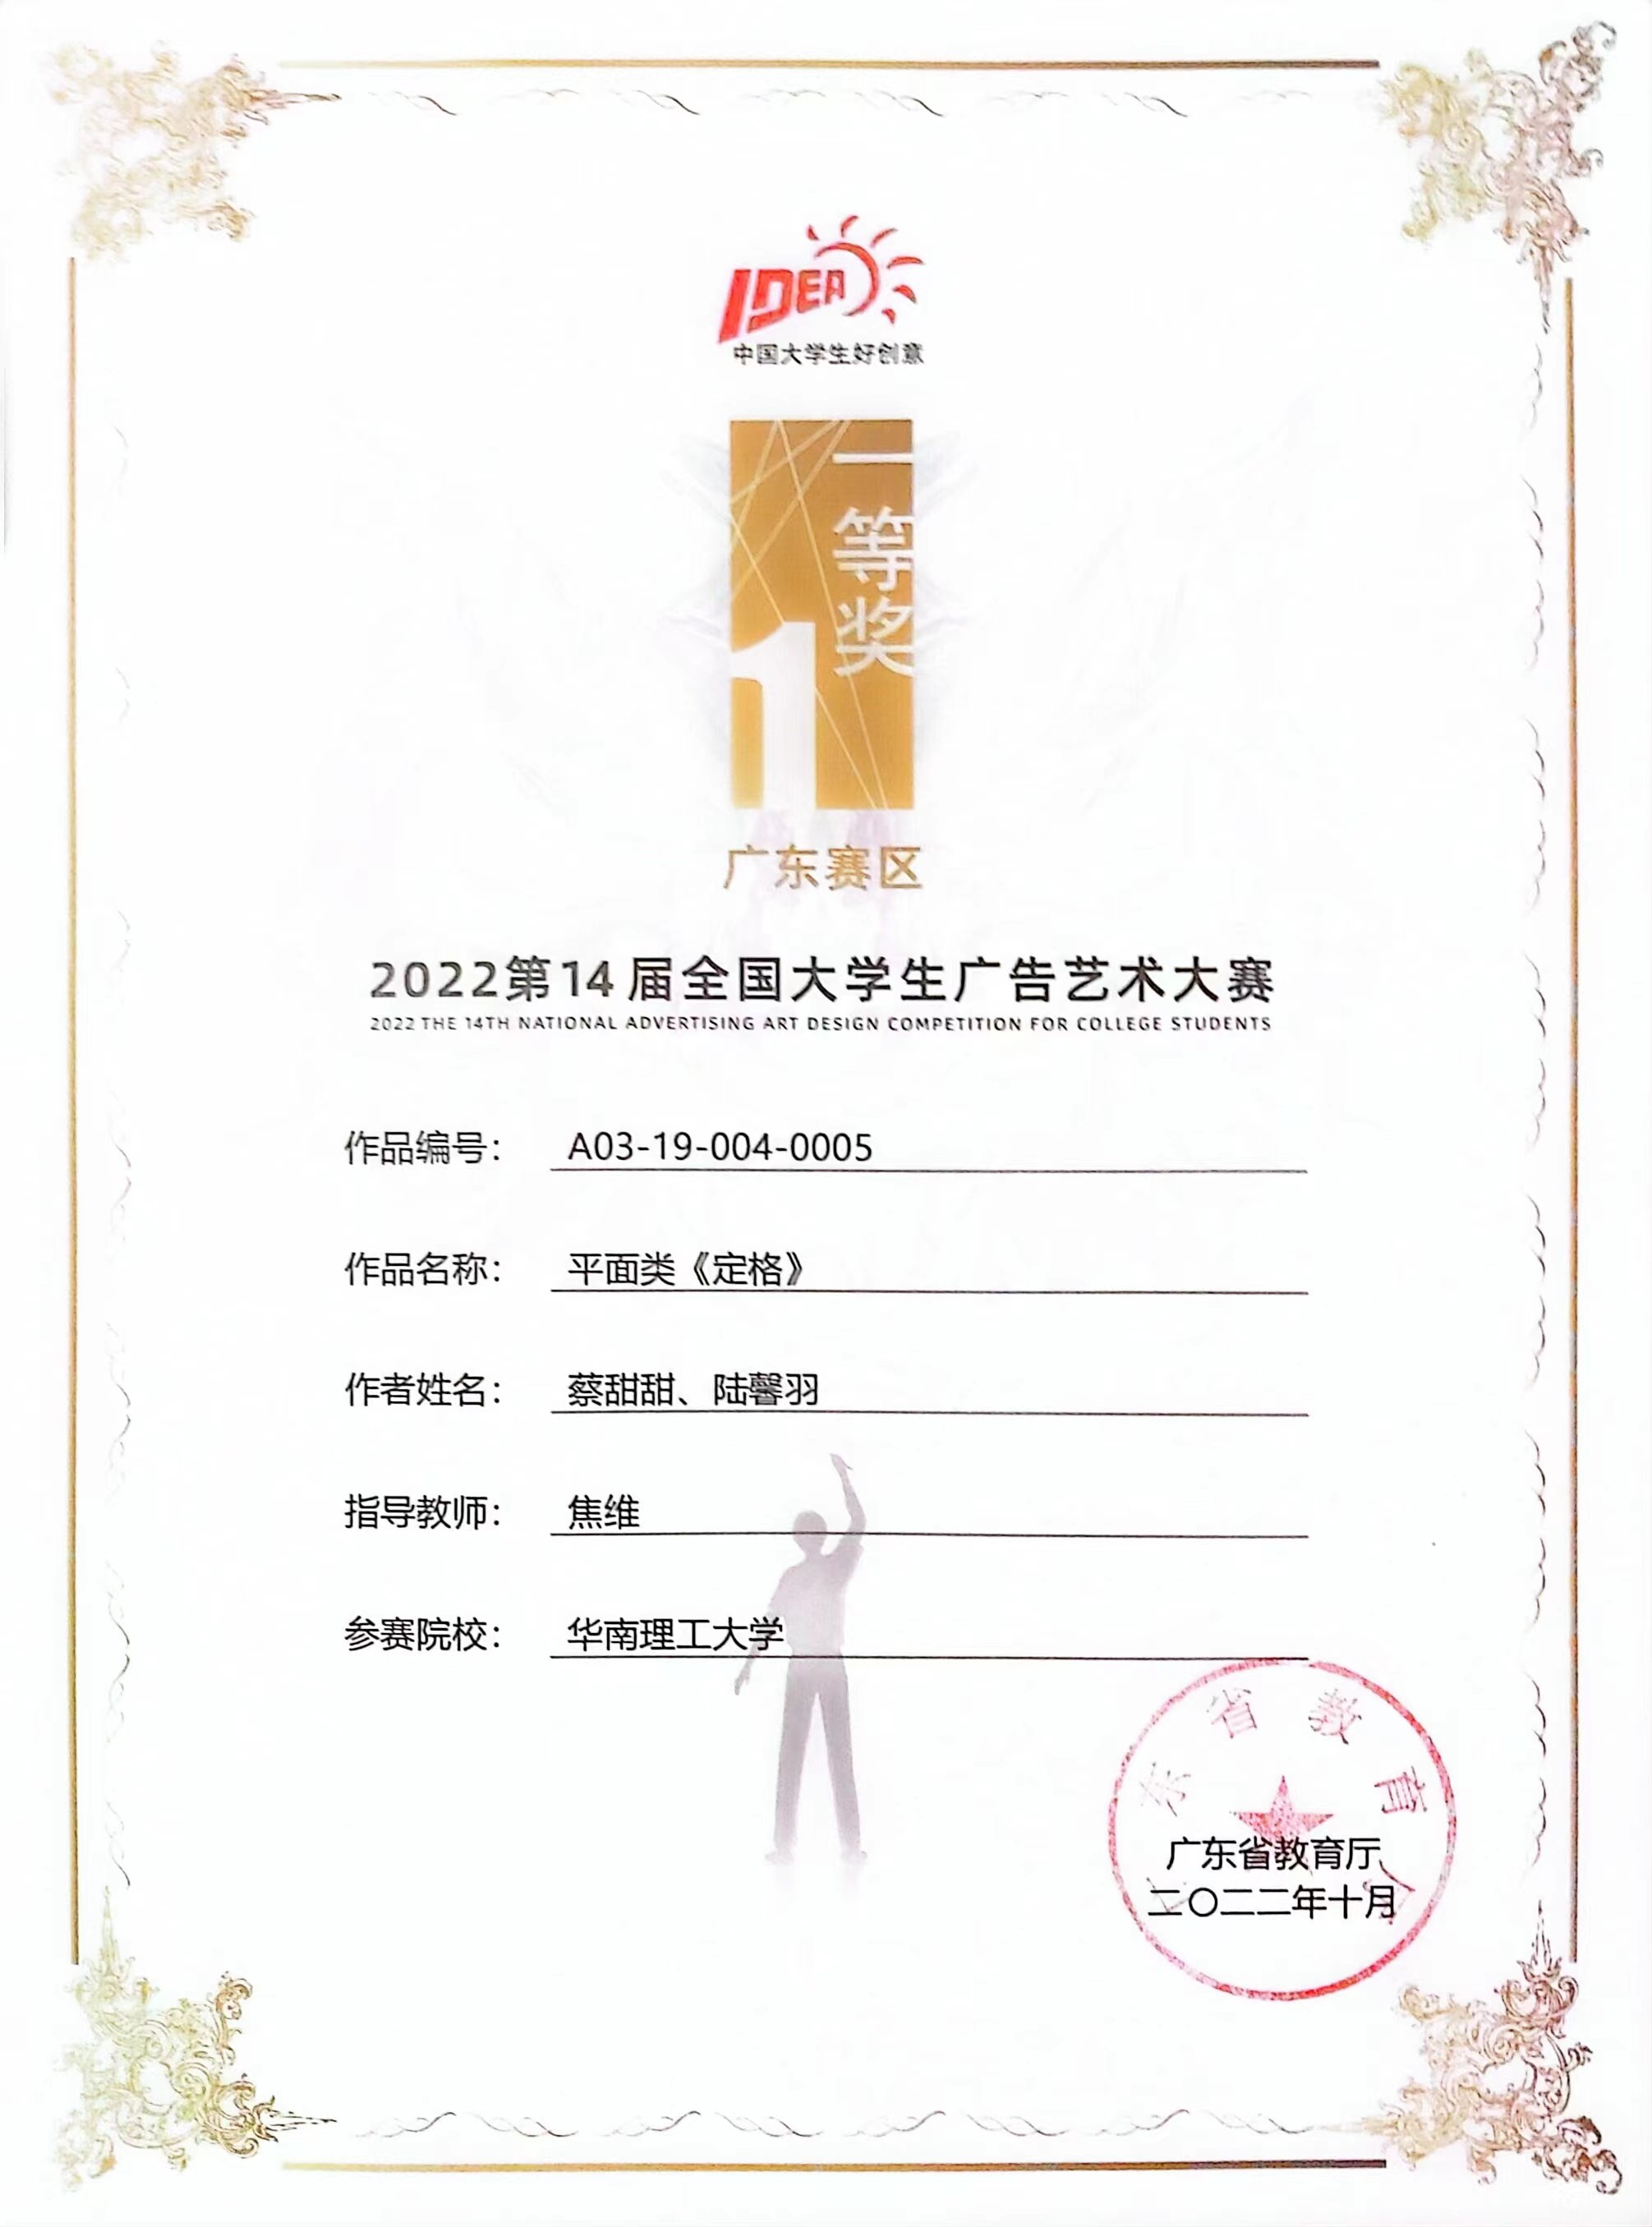 IDEA
中国大学生好创意
一等奖
1
广东赛区
2022第14届全国大学生广告艺术大赛
2022 THE 14TH NATIONAL ADVERTISING ART DESIGN COMPETITION FOR COLLEGE STUDENTS
作品编号： A03-19-004-0005
作品名称： 平面类《定格》
作者姓名： 蔡甜甜、陆馨羽
指导教师： 焦维
参赛院校： 华南理工大学
东省教育厅
广东省教育厅
二〇二二年十月